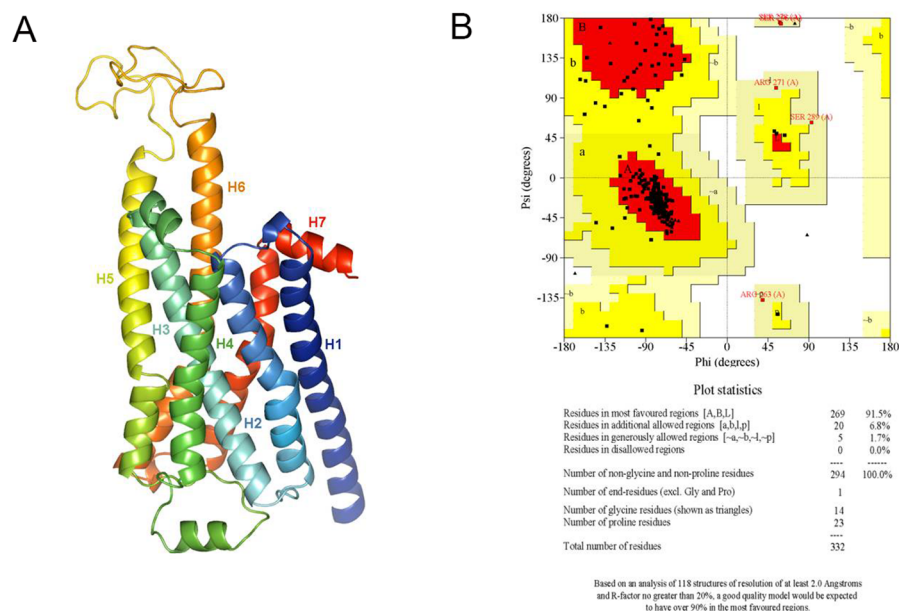 A
B
H6
H7
H5
H3
H4
H1
H2
180
135
90
45
0
-45
-90
-135
Psi (degrees)
B
b
a
A
l
~b
b
~a
~b
b
~b
SER 278 (A)
ARG 271 (A)
SER 289 (A)
ARG 263 (A)
-180
-135
-90
-45
0
45
90
135
180
Phi (degrees)
Plot statistics
Residues in most favoured regions [A,B,L] 269 91.5%
Residues in additional allowed regions [a,b,l,p] 20 6.8%
Residues in generously allowed regions [~a,~b,~l,~p] 5 1.7%
Residues in disallowed regions 0 0.0%
---- ------
Number of non-glycine and non-proline residues 294 100.0%
Number of end-residues (excl. Gly and Pro) 1
Number of glycine residues (shown as triangles) 14
Number of proline residues 23
----
Total number of residues 332
Based on an analysis of 118 structures of resolution of at least 2.0 Angstroms
and R-factor no greater than 20%, a good quality model would be expected
to have over 90% in the most favoured regions.